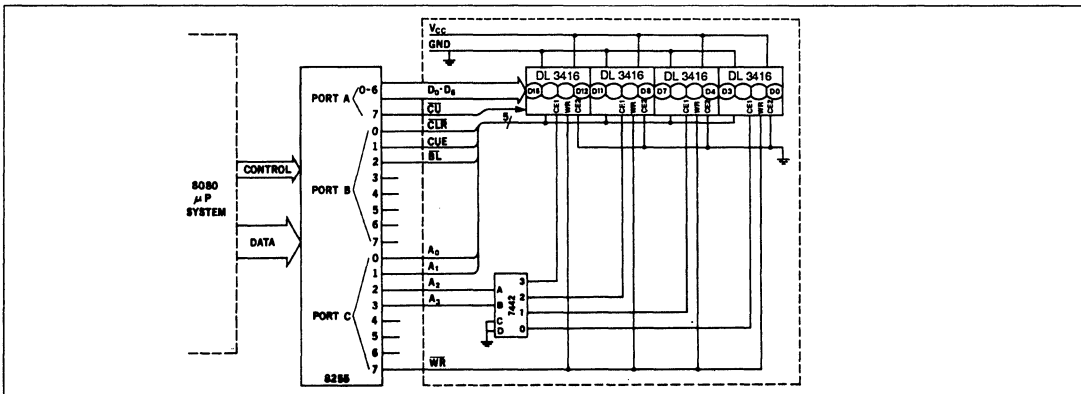 VCC
GND
DL 3416 DL 3416 DL 3416 DL 3416
D15 D12 D11 D8 D7 D4 D3 D0
CE1 WR CE2 CE1 WR CE2 CE1 WR CE2 CE1 WR CE2
PORT A
0-6
D0-D6
7
CU
5
0
CLR
1
CUE
2
BL
PORT B
3
4
5
6
7
CONTROL
8080
μP
SYSTEM
DATA
0
A0
1
A1
2
A2
3
A3
PORT C
4
5
6
7
WR
8255
A
B
C
D
7442
3
2
1
0